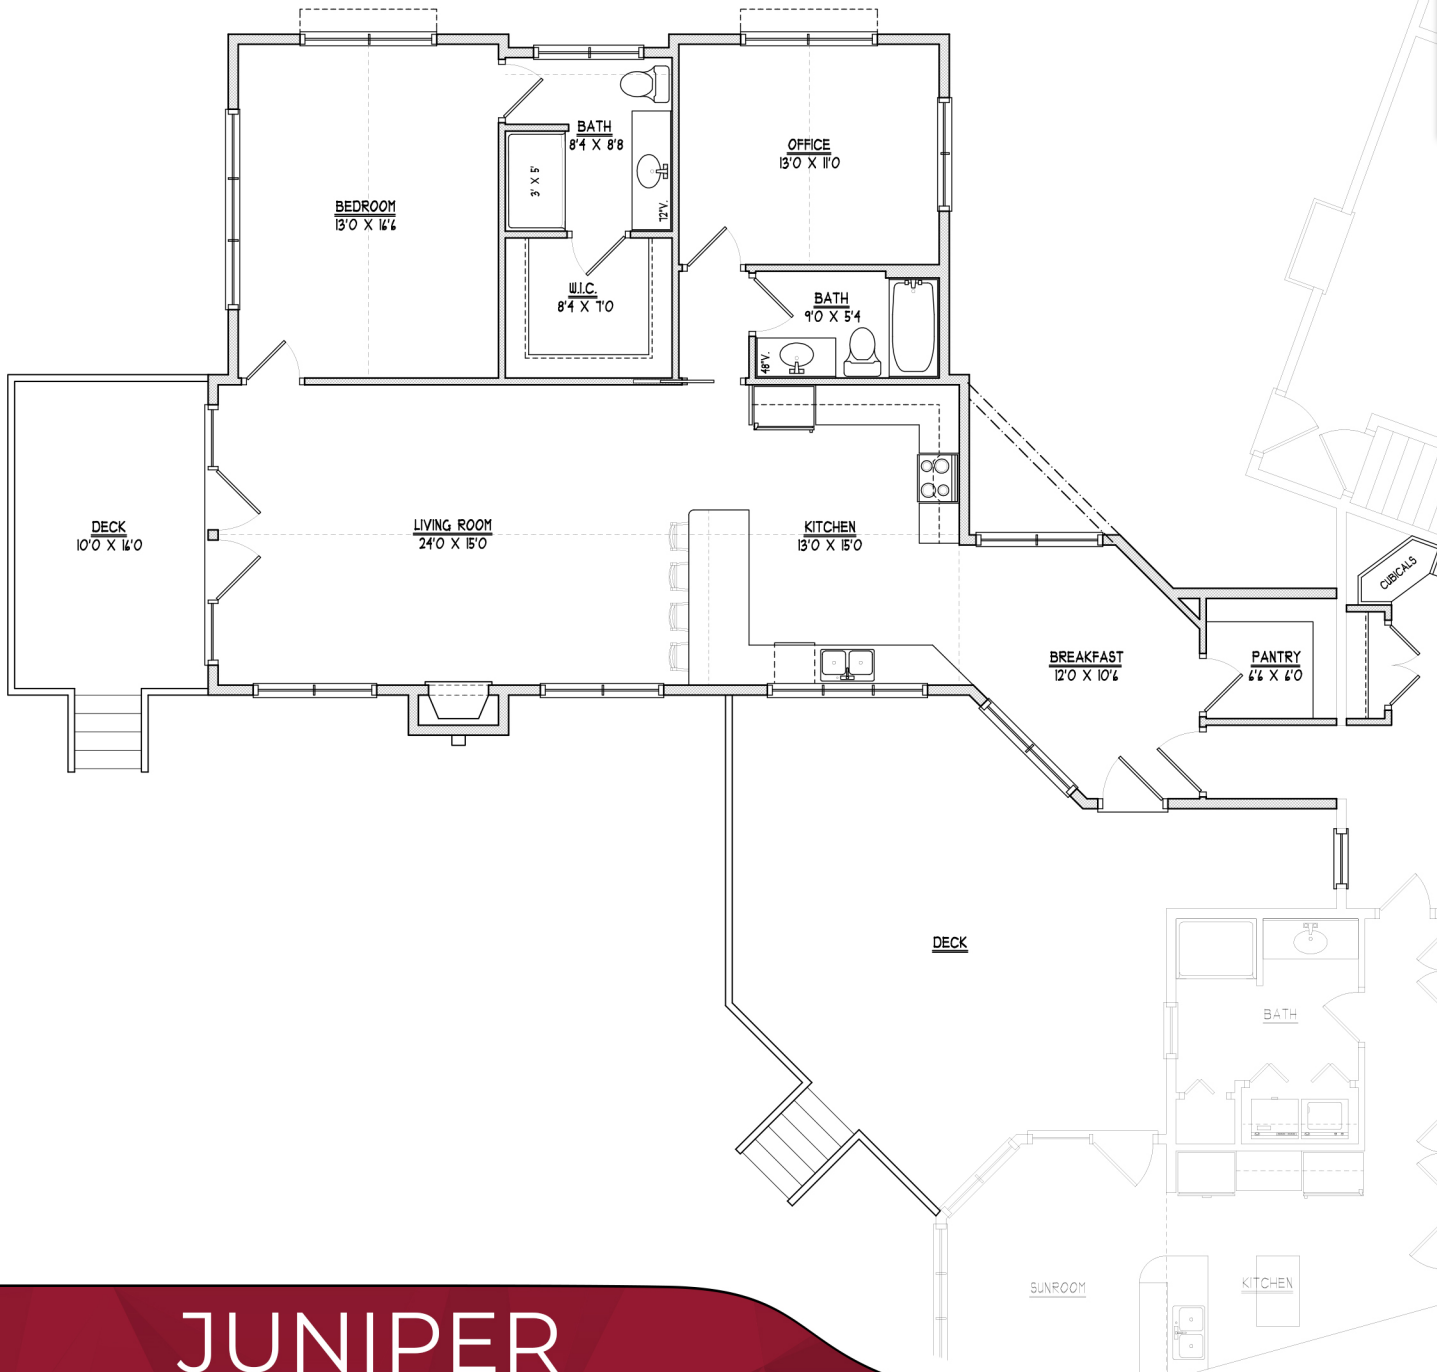 BATH
8'4 X 8'8
OFFICE
13'0 X 11'0
3' X 5'
72"V.
BEDROOM
13'0 X 16'6
W.I.C.
8'4 X 7'0
BATH
9'0 X 5'4
48"V.
DECK
10'0 X 16'0
LIVING ROOM
24'0 X 15'0
KITCHEN
13'0 X 15'0
CUBICALS
BREAKFAST
12'0 X 10'6
PANTRY
6'6 X 6'0
DECK
BATH
SUNROOM
KITCHEN
JUNIPER